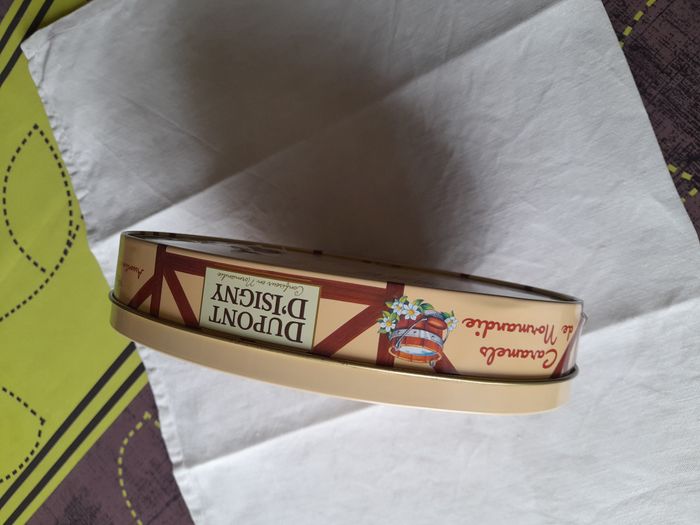 DUPONT
D'ISIGNY
Confiseur en Normandie
Caramels
de Normandie